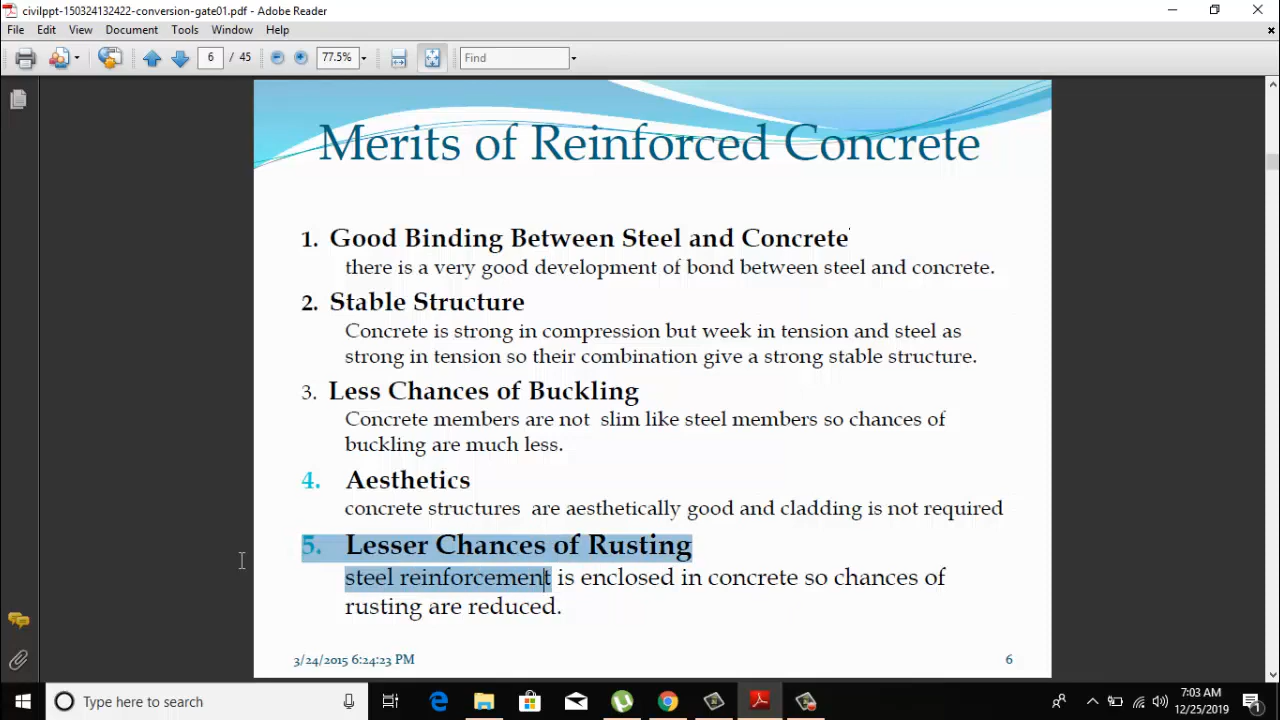 civilppt-150324132422-conversion-gate01.pdf - Adobe Reader
File Edit View Document Tools Window Help
6 / 45 77.5% Find
Merits of Reinforced Concrete
1. Good Binding Between Steel and Concrete
there is a very good development of bond between steel and concrete.
2. Stable Structure
Concrete is strong in compression but week in tension and steel as
strong in tension so their combination give a strong stable structure.
3. Less Chances of Buckling
Concrete members are not slim like steel members so chances of
buckling are much less.
4. Aesthetics
concrete structures are aesthetically good and cladding is not required
5. Lesser Chances of Rusting
steel reinforcement is enclosed in concrete so chances of
rusting are reduced.
3/24/2015 6:24:23 PM 6
Type here to search
7:03 AM
12/25/2019
1